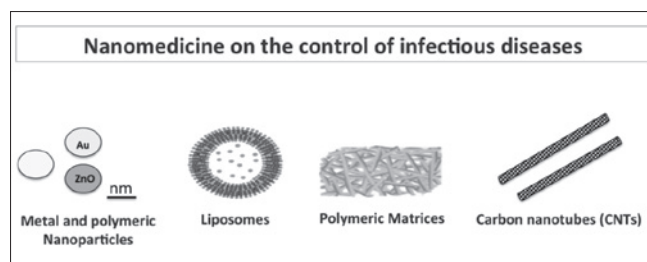 Nanomedicine on the control of infectious diseases
Au
ZnO
nm
Metal and polymeric
Nanoparticles
Liposomes
Polymeric Matrices
Carbon nanotubes (CNTs)